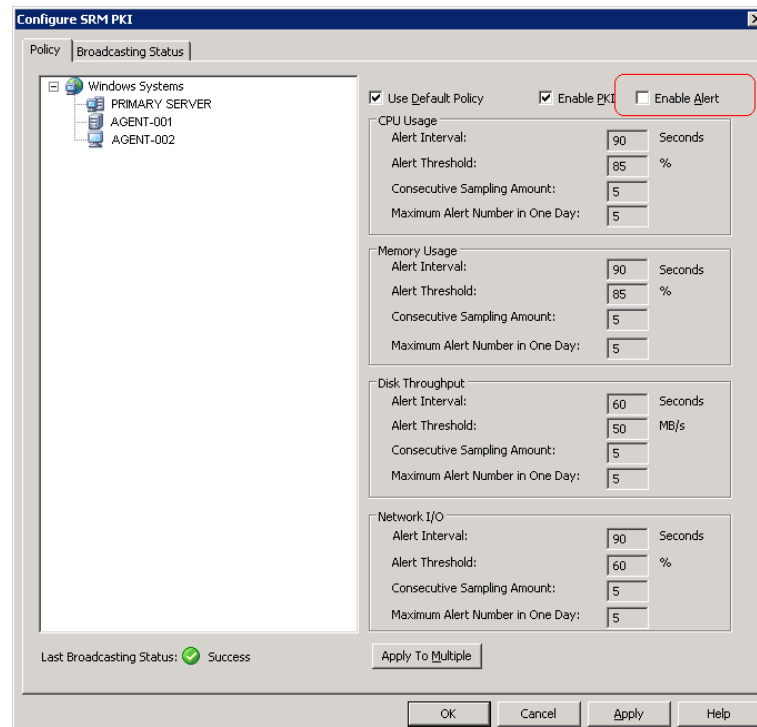 Configure SRM PKI
Policy Broadcasting Status
Windows Systems
PRIMARY SERVER
AGENT-001
AGENT-002
Use Default Policy Enable PKI Enable Alert
CPU Usage
Alert Interval: 90 Seconds
Alert Threshold: 85 %
Consecutive Sampling Amount: 5
Maximum Alert Number in One Day: 5
Memory Usage
Alert Interval: 90 Seconds
Alert Threshold: 85 %
Consecutive Sampling Amount: 5
Maximum Alert Number in One Day: 5
Disk Throughput
Alert Interval: 60 Seconds
Alert Threshold: 50 MB/s
Consecutive Sampling Amount: 5
Maximum Alert Number in One Day: 5
Network I/O
Alert Interval: 90 Seconds
Alert Threshold: 60 %
Consecutive Sampling Amount: 5
Maximum Alert Number in One Day: 5
Last Broadcasting Status: Success
Apply To Multiple
OK Cancel Apply Help